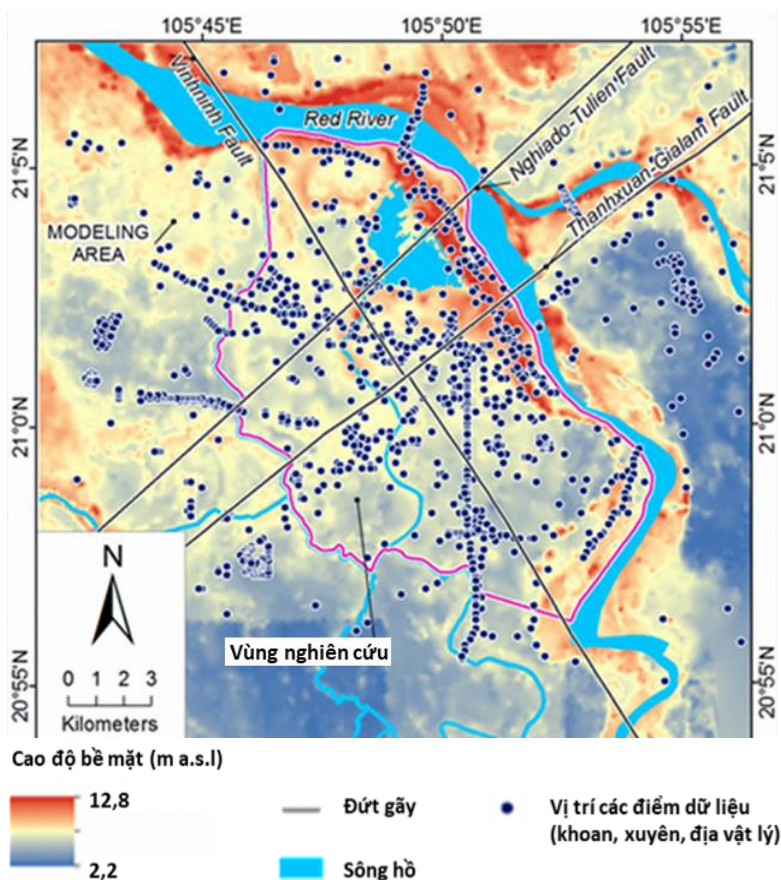 105°45'E 105°50'E 105°55'E
Vinhninh Fault
Red River
Nghiado-Tulien Fault
Thanhxuan-Gialam Fault
MODELING
AREA
21°5'N 21°5'N
21°0'N 21°0'N
20°55'N 20°55'N
N
0 1 2 3
Kilometers
Vùng nghiên cứu
Cao độ bề mặt (m a.s.l)
12,8
2,2
Đứt gãy
Sông hồ
Vị trí các điểm dữ liệu
(khoan, xuyên, địa vật lý)